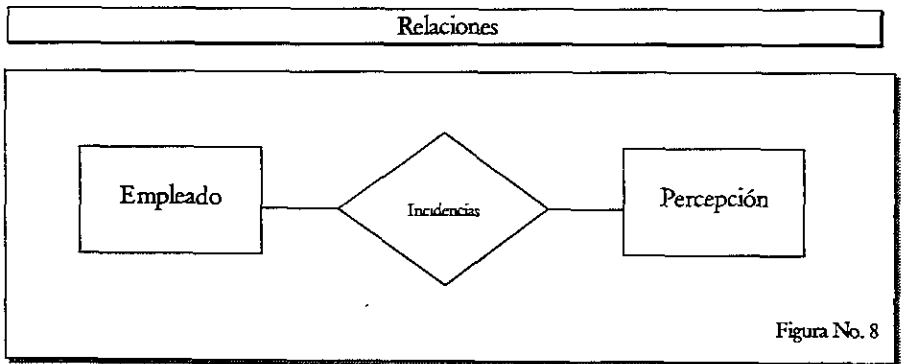 Relaciones
Empleado
Incidencias
Percepción
Figura No. 8